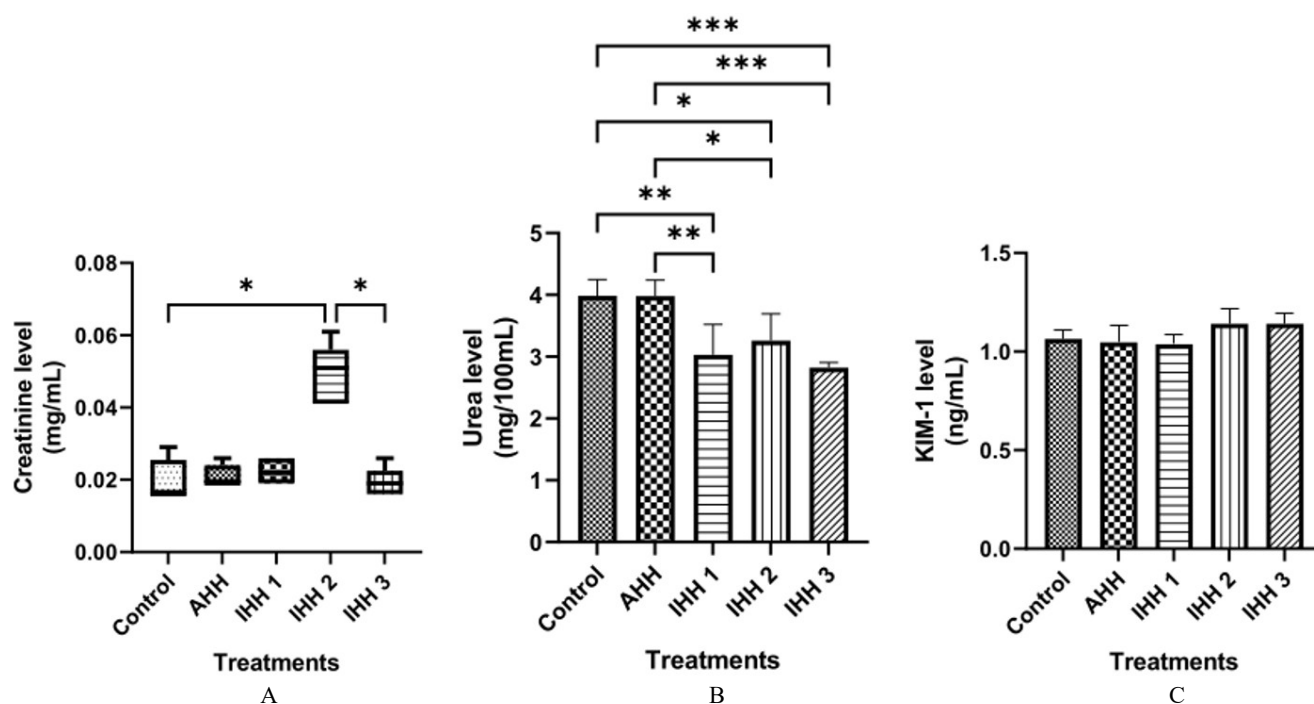 ***
***
*
*
**
**
* *
0.08
0.06
0.04
0.02
0.00
Creatinine level
(mg/mL)
Control
AHH
IHH 1
IHH 2
IHH 3
Treatments
A
5
4
3
2
1
0
Urea level
(mg/100mL)
Control
AHH
IHH 1
IHH 2
IHH 3
Treatments
B
1.5
1.0
0.5
0.0
KIM-1 level
(ng/mL)
Control
AHH
IHH 1
IHH 2
IHH 3
Treatments
C